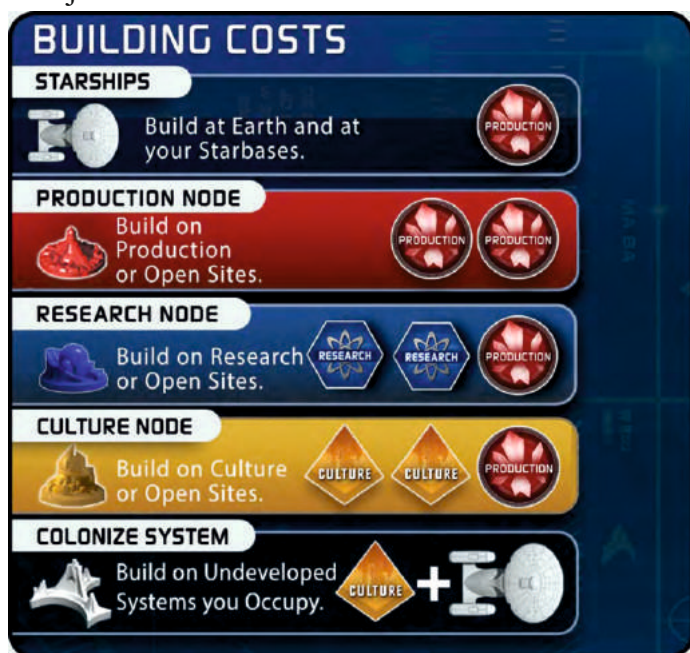 BUILDING COSTS
STARSHIPS
Build at Earth and at
your Starbases.
PRODUCTION
PRODUCTION NODE
Build on
Production
or Open Sites.
PRODUCTION PRODUCTION
RESEARCH NODE
Build on Research
or Open Sites.
RESEARCH RESEARCH PRODUCTION
CULTURE NODE
Build on Culture
or Open Sites.
CULTURE CULTURE PRODUCTION
COLONIZE SYSTEM
Build on Undeveloped
Systems you Occupy.
CULTURE +